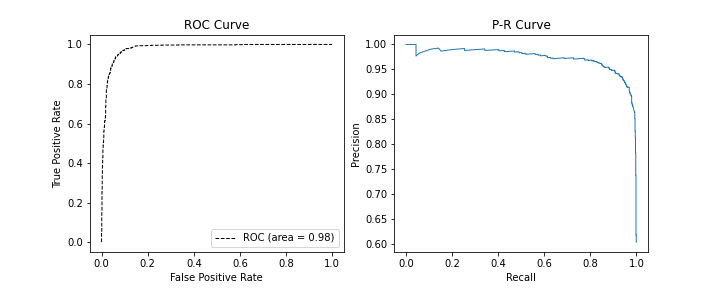 ROC Curve
True Positive Rate
1.0
0.8
0.6
0.4
0.2
0.0
ROC (area = 0.98)
0.0 0.2 0.4 0.6 0.8 1.0
False Positive Rate
P-R Curve
Precision
1.00
0.95
0.90
0.85
0.80
0.75
0.70
0.65
0.60
0.0 0.2 0.4 0.6 0.8 1.0
Recall